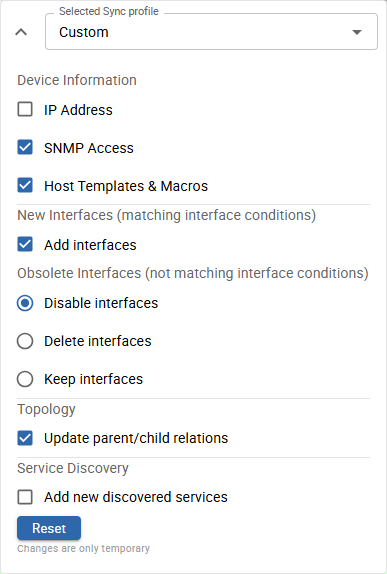 Selected Sync profile
Custom
Device Information
IP Address
SNMP Access
Host Templates & Macros
New Interfaces (matching interface conditions)
Add interfaces
Obsolete Interfaces (not matching interface conditions)
Disable interfaces
Delete interfaces
Keep interfaces
Topology
Update parent/child relations
Service Discovery
Add new discovered services
Reset
Changes are only temporary